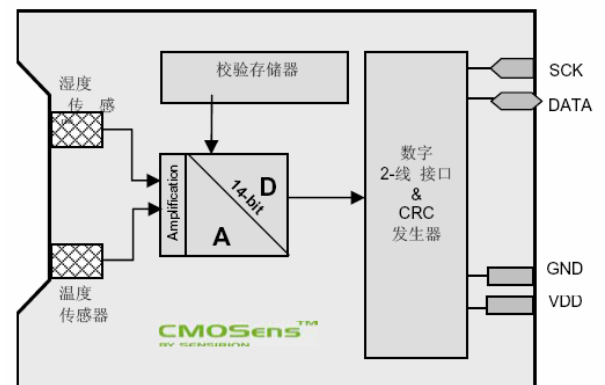 校验存储器
湿度
传 感
SCK
DATA
数字
2-线 接口
&
CRC
发生器
Amplification
14-bit
D
A
GND
VDD
温度
传感器
CMOSens™
BY SENSIRION